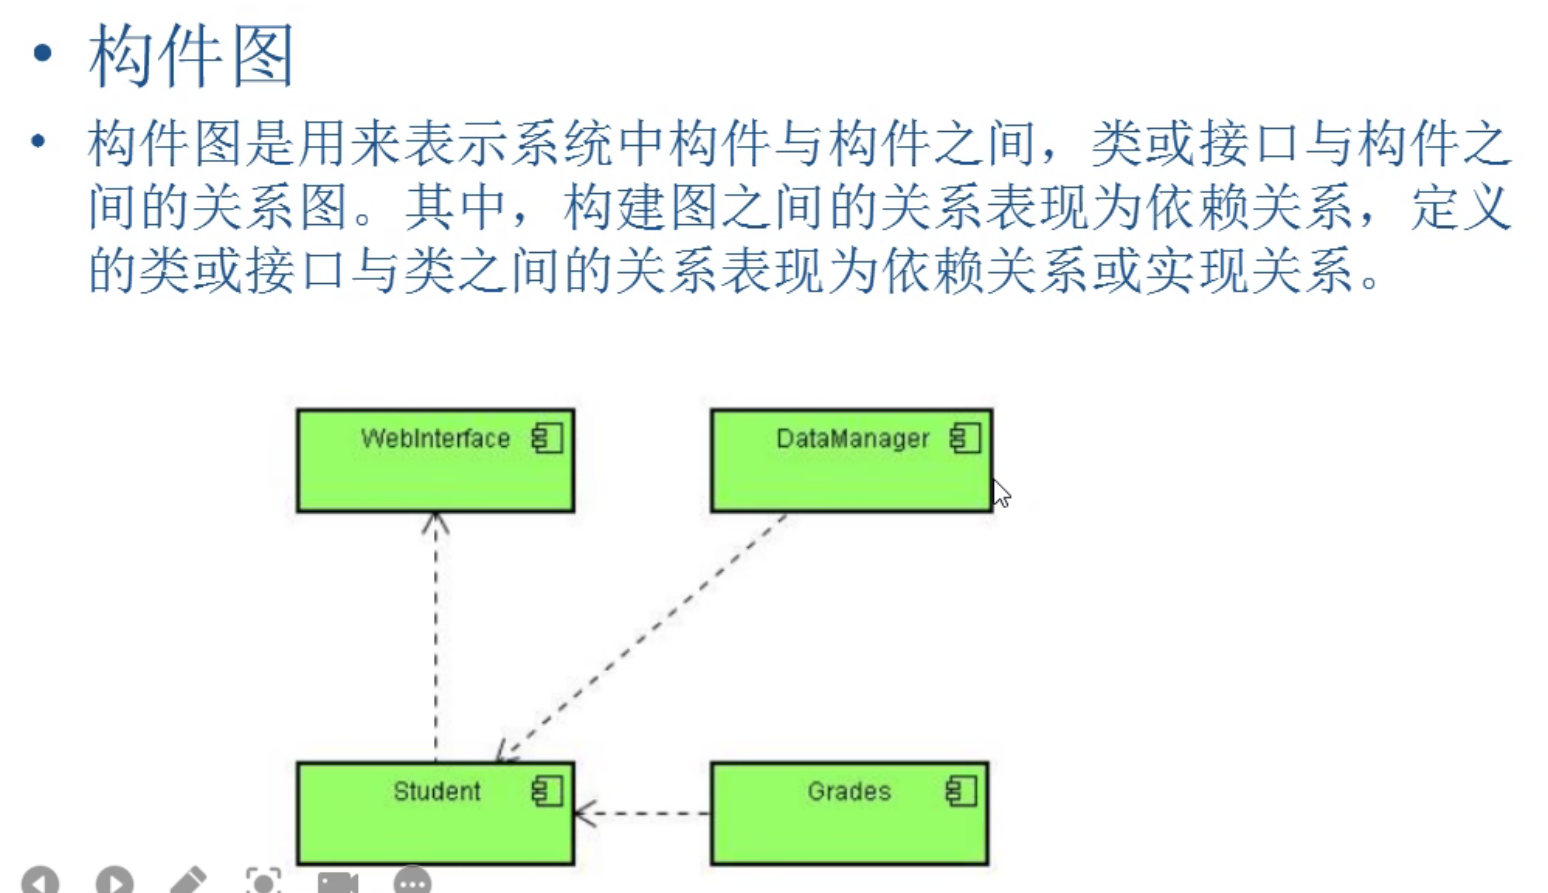 • 构件图
• 构件图是用来表示系统中构件与构件之间，类或接口与构件之
间的关系图。其中，构建图之间的关系表现为依赖关系，定义
的类或接口与类之间的关系表现为依赖关系或实现关系。
WebInterface
DataManager
Student
Grades